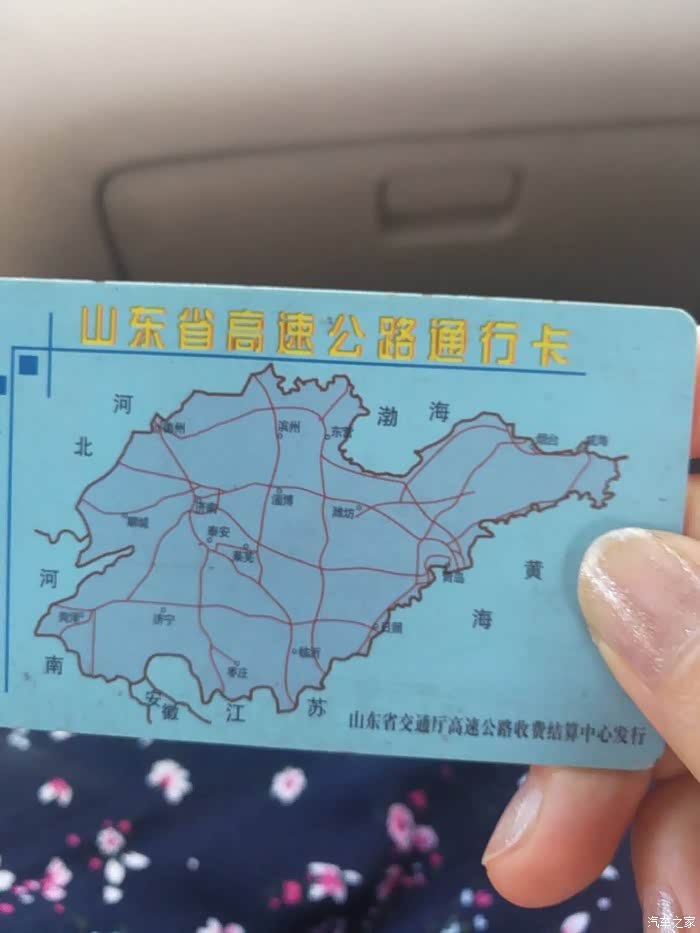 山东省高速公路通行卡
河
北
渤 海
德州
滨州
东营
烟台
威海
淄博
潍坊
济南
聊城
泰安
莱芜
青岛
黄
海
河
南
菏泽
济宁
日照
临沂
枣庄
安徽
江
苏
山东省交通厅高速公路收费结算中心发行
汽车之家